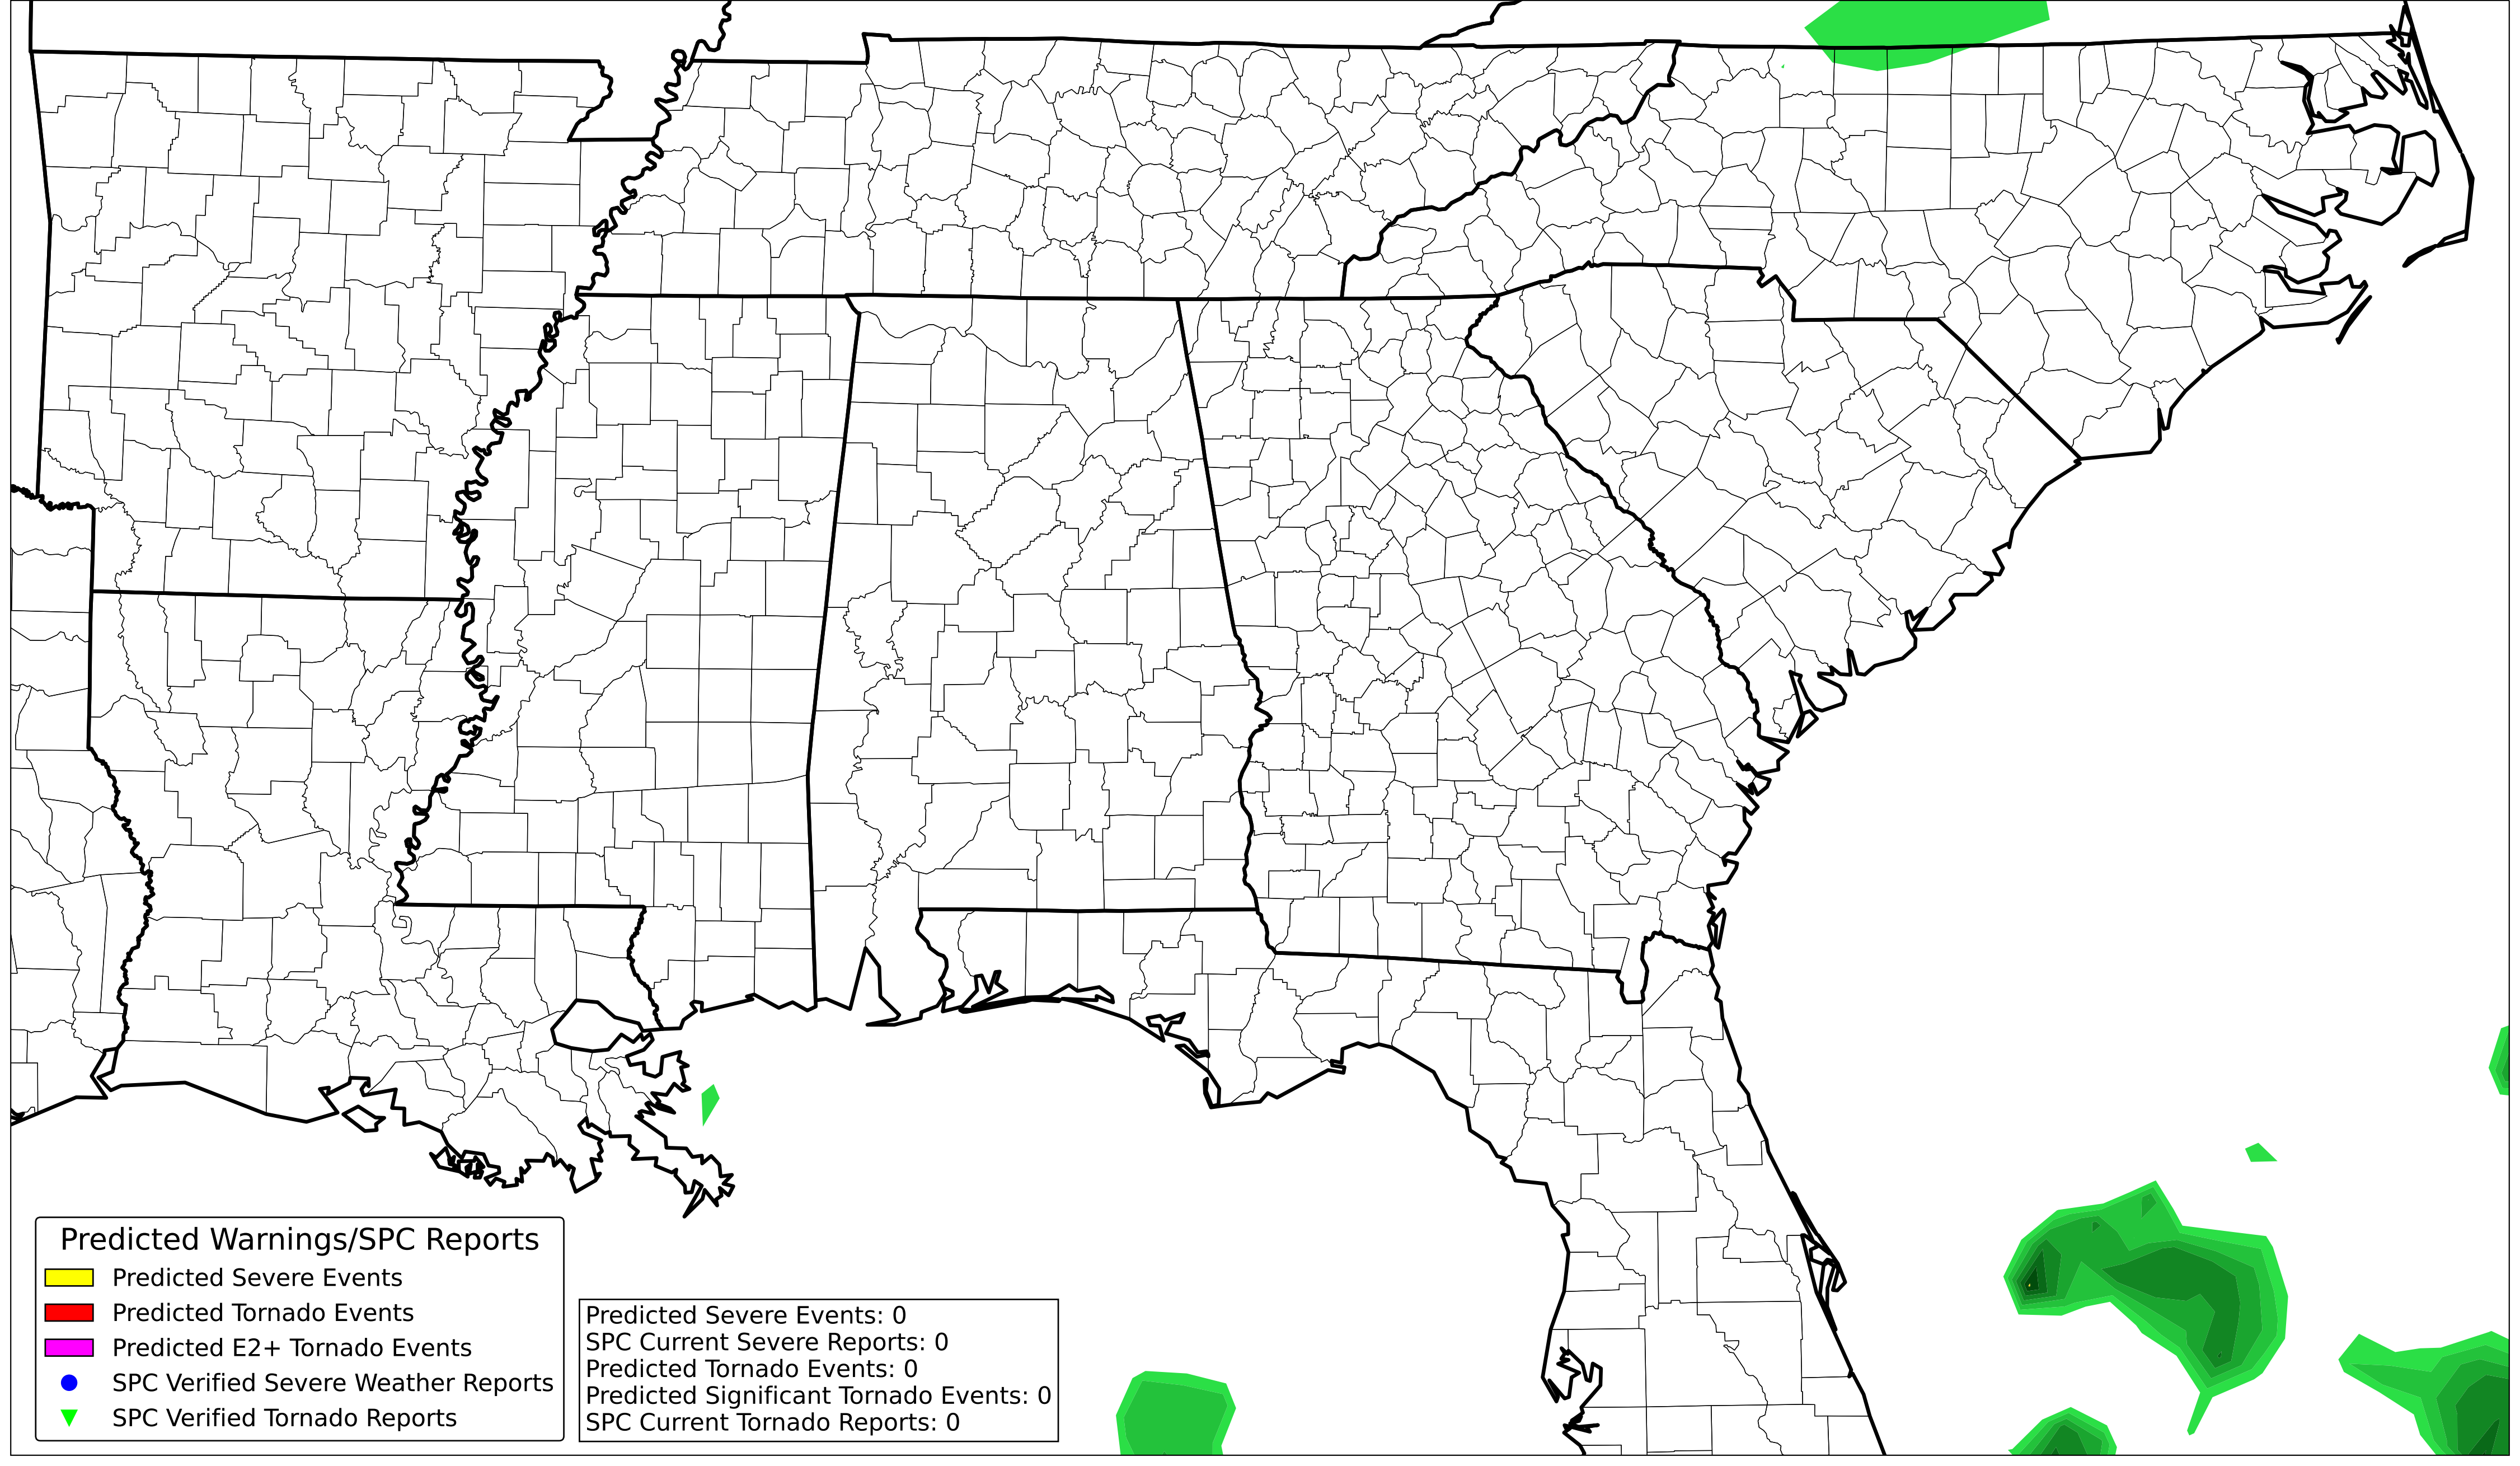 Predicted Warnings/SPC Reports
Predicted Severe Events
Predicted Tornado Events
Predicted E2+ Tornado Events
SPC Verified Severe Weather Reports
SPC Verified Tornado Reports
Predicted Severe Events: 0
SPC Current Severe Reports: 0
Predicted Tornado Events: 0
Predicted Significant Tornado Events: 0
SPC Current Tornado Reports: 0